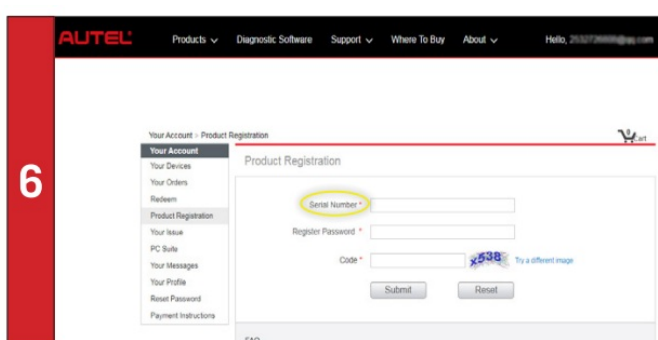 AUTEL
Products Diagnostic Software Support Where To Buy About Hello,
Your Account > Product Registration
Cart
6
Your Account
Your Devices
Your Orders
Redeem
Product Registration
Your Issue
PC Suite
Your Messages
Your Profile
Reset Password
Payment Instructions
Product Registration
Serial Number *
Register Password *
Code * x538 Try a different image
Submit Reset
FAQ